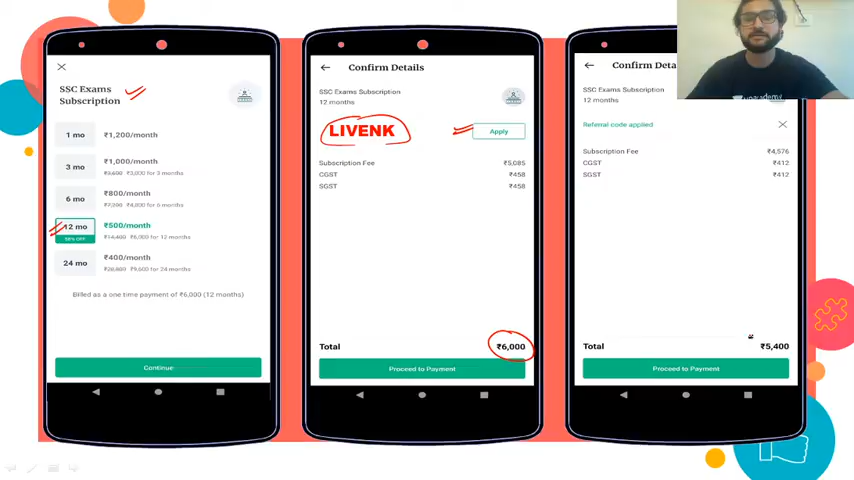 SSC Exams
Subscription
1 mo ₹1,200/month
3 mo ₹1,000/month
₹3,600 ₹3,000 for 3 months
6 mo ₹800/month
₹7,200 ₹4,800 for 6 months
12 mo ₹500/month
58% OFF ₹14,400 ₹6,000 for 12 months
24 mo ₹400/month
₹28,800 ₹9,600 for 24 months
Billed as a one time payment of ₹6,000 (12 months)
Continue
Confirm Details
SSC Exams Subscription
12 months
LIVENK
Apply
Subscription Fee ₹5,085
CGST ₹458
SGST ₹458
Total ₹6,000
Proceed to Payment
Confirm
SSC Exams Subscription
12 months
Referral code applied
Subscription Fee ₹4,576
CGST ₹412
SGST ₹412
Total ₹5,400
Proceed to Payment